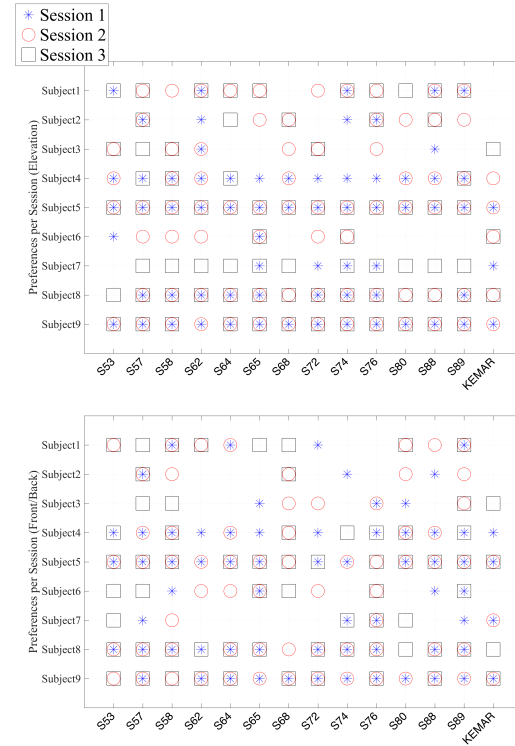 Session 1
Session 2
Session 3
Preferences per Session (Elevation)
Subject1
Subject2
Subject3
Subject4
Subject5
Subject6
Subject7
Subject8
Subject9
S53 S57 S58 S62 S64 S65 S68 S72 S74 S76 S80 S88 S89 KEMAR
Preferences per Session (Front/Back)
Subject1
Subject2
Subject3
Subject4
Subject5
Subject6
Subject7
Subject8
Subject9
S53 S57 S58 S62 S64 S65 S68 S72 S74 S76 S80 S88 S89 KEMAR